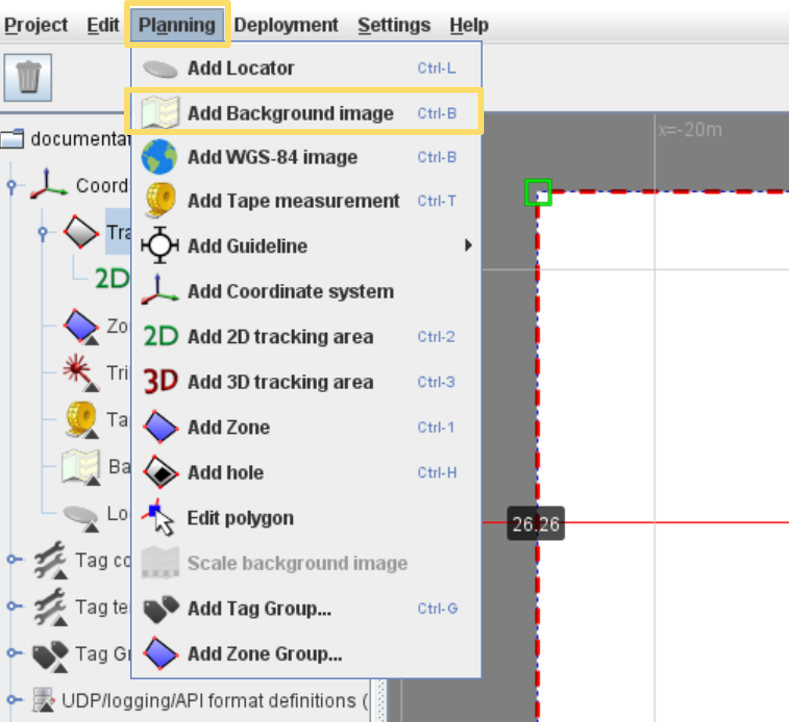 Project Edit Planning Deployment Settings Help
Add Locator Ctrl-L
Add Background image Ctrl-B
x=-20m
documentat
Add WGS-84 image Ctrl-B
Coord
Add Tape measurement Ctrl-T
Tra
Add Guideline
2D
Add Coordinate system
Zo
2D Add 2D tracking area Ctrl-2
Tri
3D Add 3D tracking area Ctrl-3
Ta
Add Zone Ctrl-1
Ba
Add hole Ctrl-H
Lo
Edit polygon
26.26
Tag co
Scale background image
Tag te
Add Tag Group... Ctrl-G
Tag Gr
Add Zone Group...
UDP/logging/API format definitions (